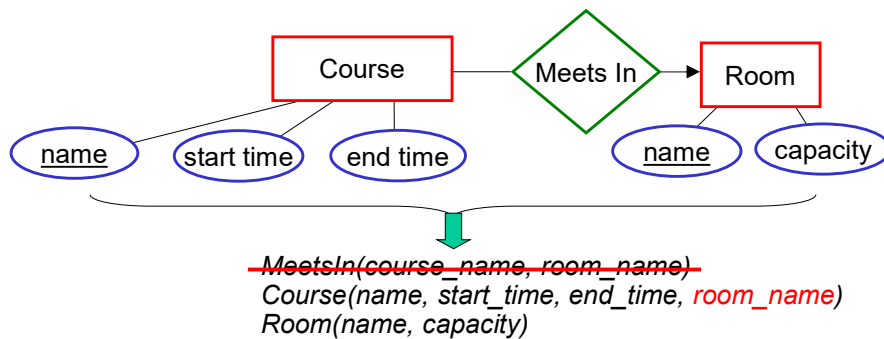 Course
Meets In
Room
name
start time
end time
name
capacity
MeetsIn(course_name, room_name)
Course(name, start_time, end_time, room_name)
Room(name, capacity)